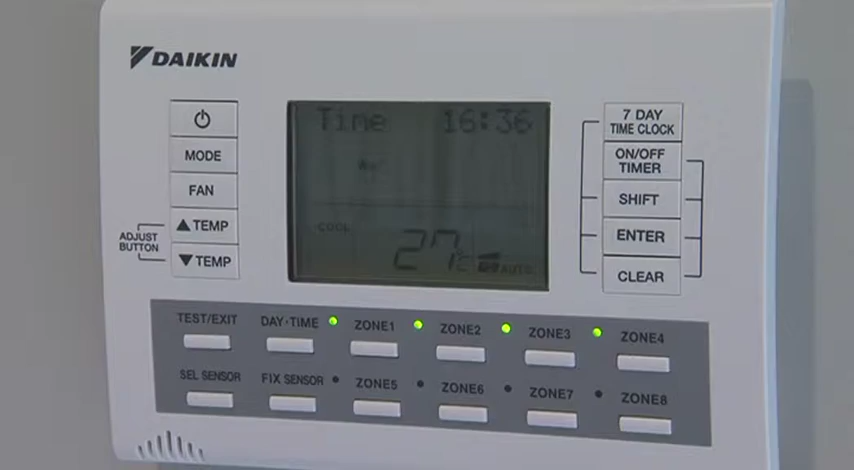 DAIKIN
MODE
FAN
▲TEMP
▼TEMP
ADJUST
BUTTON
Time 16:36
COOL
27°C
AUTO
7 DAY
TIME CLOCK
ON/OFF
TIMER
SHIFT
ENTER
CLEAR
TEST/EXIT DAY·TIME ZONE1 ZONE2 ZONE3 ZONE4
SEL SENSOR FIX SENSOR ZONE5 ZONE6 ZONE7 ZONE8